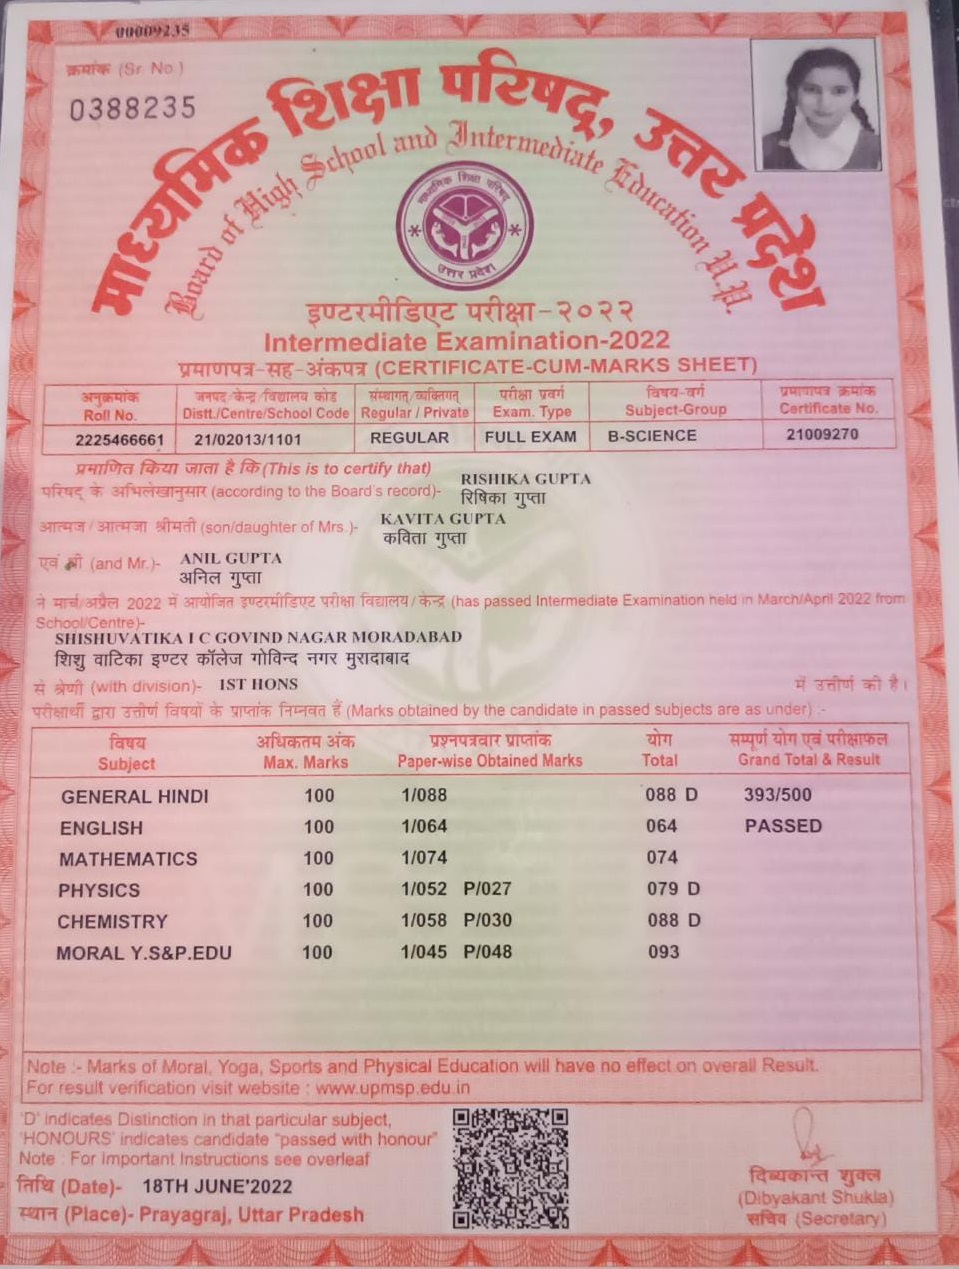 00009235
क्रमांक (Sr. No.)
0388235
माध्यमिक शिक्षा परिषद्, उत्तर प्रदेश
Board of High School and Intermediate Education U.P.
माध्यमिक शिक्षा परिषद्
उत्तर प्रदेश
इण्टरमीडिएट परीक्षा-२०२२
Intermediate Examination-2022
प्रमाणपत्र-सह-अंकपत्र (CERTIFICATE-CUM-MARKS SHEET)
अनुक्रमांक जनपद/केन्द्र/विद्यालय कोड संस्थागत/व्यक्तिगत परीक्षा प्रवर्ग विषय-वर्ग प्रमाणपत्र क्रमांक
Roll No. Distt./Centre/School Code Regular / Private Exam. Type Subject-Group Certificate No.
2225466661 21/02013/1101 REGULAR FULL EXAM B-SCIENCE 21009270
प्रमाणित किया जाता है कि (This is to certify that) RISHIKA GUPTA
परिषद् के अभिलेखानुसार (according to the Board's record)- रिषिका गुप्ता
KAVITA GUPTA
आत्मज/आत्मजा श्रीमती (son/daughter of Mrs.)- कविता गुप्ता
एवं श्री (and Mr.)- ANIL GUPTA
अनिल गुप्ता
ने मार्च/अप्रैल 2022 में आयोजित इण्टरमीडिएट परीक्षा विद्यालय/केन्द्र (has passed Intermediate Examination held in March/April 2022 from
School/Centre)-
SHISHUVATIKA I C GOVIND NAGAR MORADABAD
शिशु वाटिका इण्टर कॉलेज गोविन्द नगर मुरादाबाद
से श्रेणी (with division)- 1ST HONS में उत्तीर्ण की है।
परीक्षार्थी द्वारा उत्तीर्ण विषयों के प्राप्तांक निम्नवत हैं (Marks obtained by the candidate in passed subjects are as under) :-
विषय अधिकतम अंक प्रश्नपत्रवार प्राप्तांक योग सम्पूर्ण योग एवं परीक्षाफल
Subject Max. Marks Paper-wise Obtained Marks Total Grand Total & Result
GENERAL HINDI 100 1/088 088 D 393/500
ENGLISH 100 1/064 064 PASSED
MATHEMATICS 100 1/074 074
PHYSICS 100 1/052 P/027 079 D
CHEMISTRY 100 1/058 P/030 088 D
MORAL Y.S&P.EDU 100 1/045 P/048 093
Note :- Marks of Moral, Yoga, Sports and Physical Education will have no effect on overall Result.
For result verification visit website : www.upmsp.edu.in
'D' indicates Distinction in that particular subject,
'HONOURS' indicates candidate "passed with honour"
Note : For Important Instructions see overleaf
तिथि (Date)- 18TH JUNE'2022
स्थान (Place)- Prayagraj, Uttar Pradesh
दिब्यकान्त शुक्ल
(Dibyakant Shukla)
सचिव (Secretary)